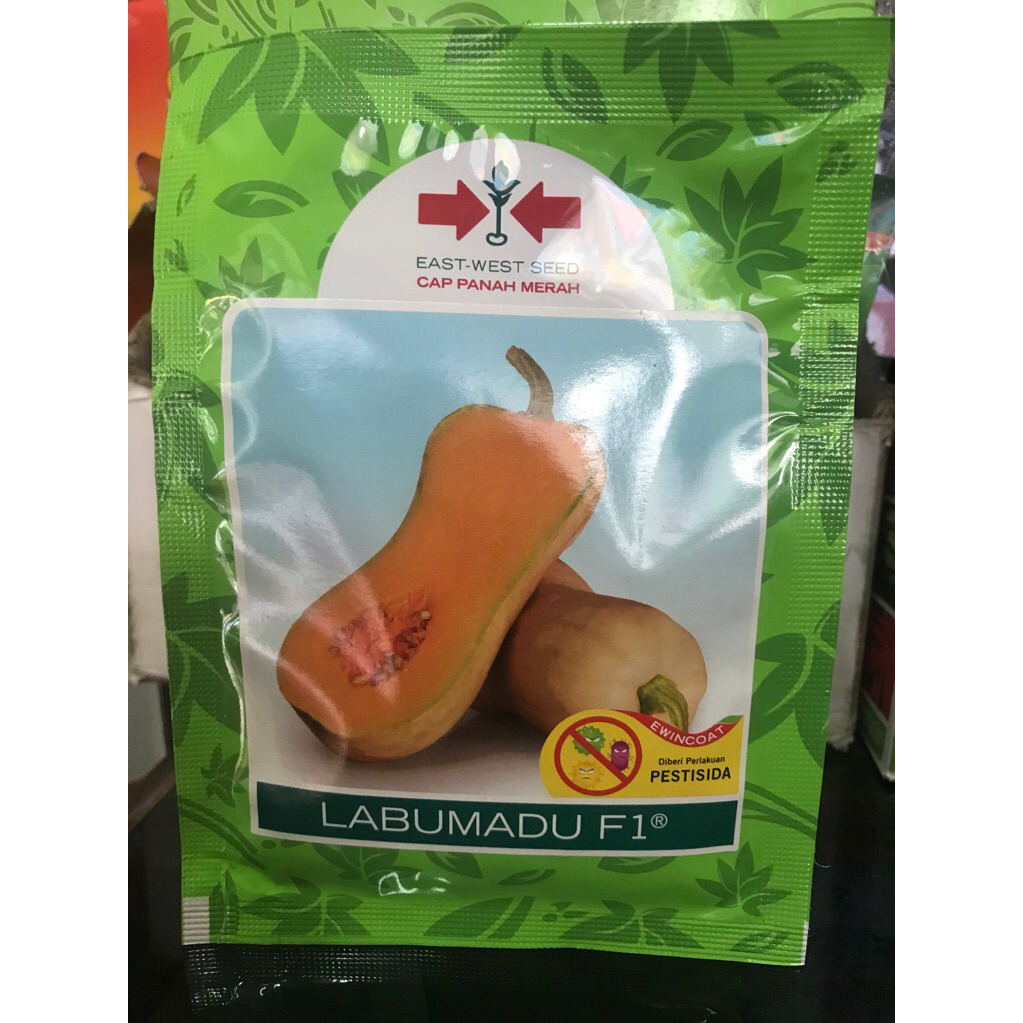 EAST-WEST SEED
CAP PANAH MERAH
EWINCOAT
Diberi Perlakuan
PESTISIDA
LABUMADU F1®